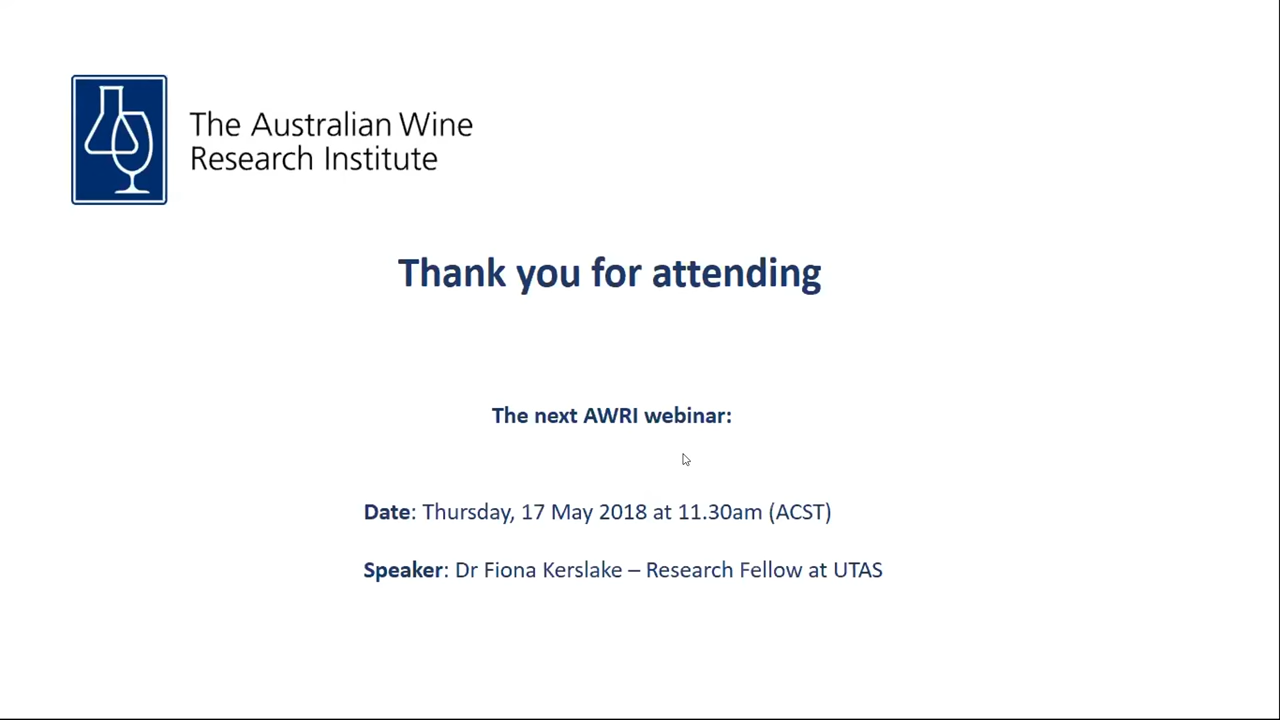 The Australian Wine
Research Institute
Thank you for attending
The next AWRI webinar:
Date: Thursday, 17 May 2018 at 11.30am (ACST)
Speaker: Dr Fiona Kerslake – Research Fellow at UTAS